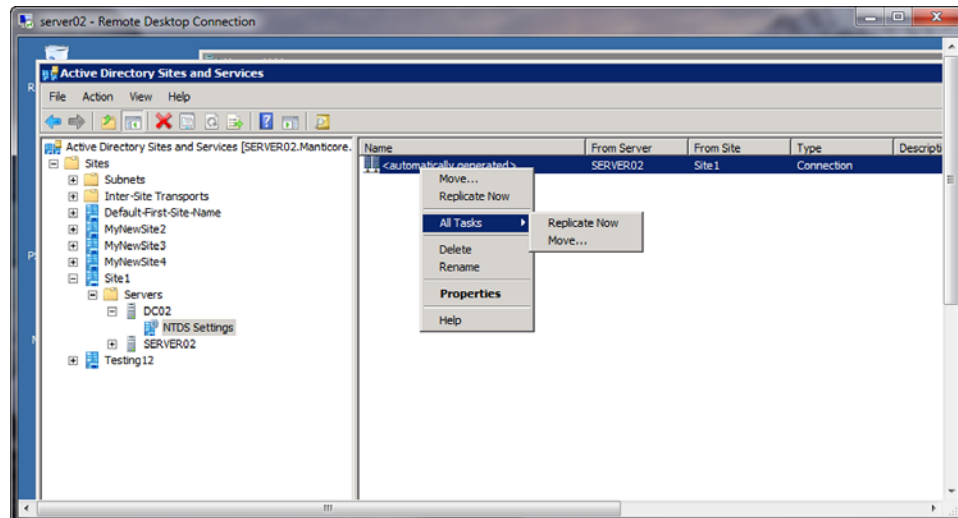 server02 - Remote Desktop Connection
Active Directory Sites and Services
File Action View Help
Active Directory Sites and Services [SERVER02.Manticore.
Name From Server From Site Type Descripti
<automatically generated> SERVER02 Site1 Connection
Sites
Subnets
Inter-Site Transports
Default-First-Site-Name
MyNewSite2
MyNewSite3
MyNewSite4
Site1
Servers
DC02
NTDS Settings
SERVER02
Testing12
Move...
Replicate Now
All Tasks
Delete
Rename
Properties
Help
Replicate Now
Move...